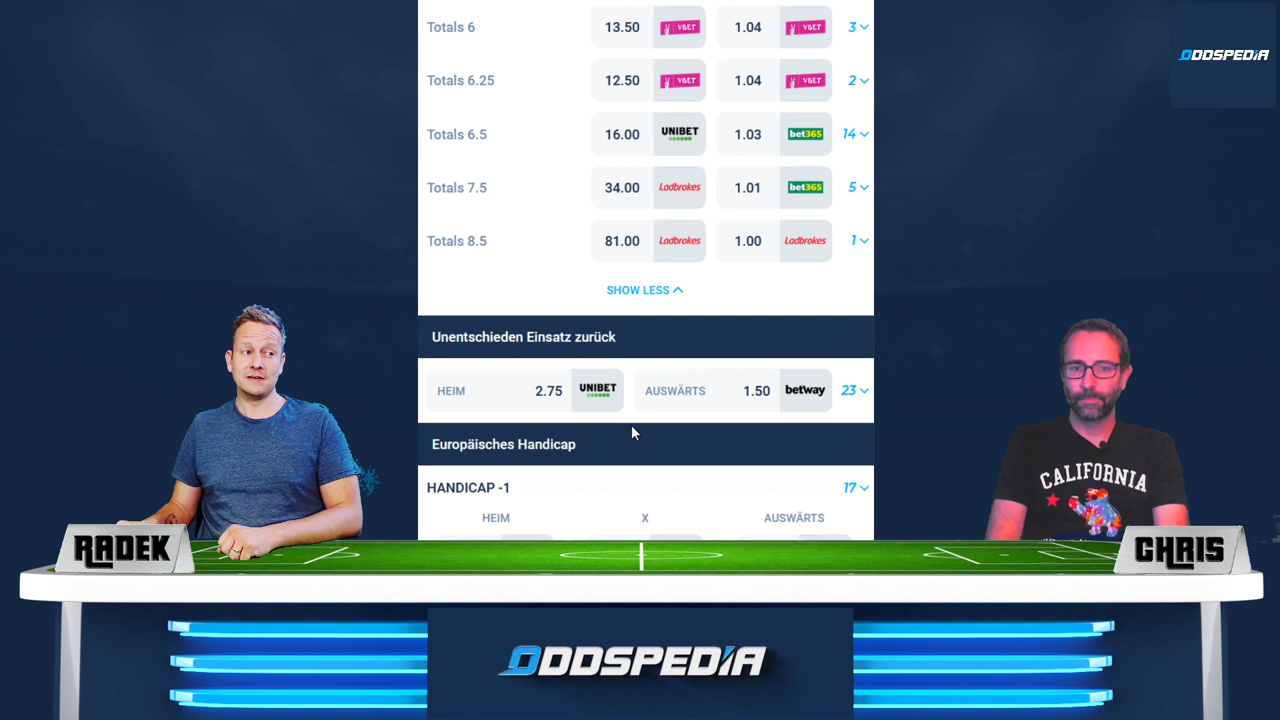 Totals 6 13.50 VBET 1.04 VBET 3
ODDSPEDIA
Totals 6.25 12.50 VBET 1.04 VBET 2
Totals 6.5 16.00 UNIBET 1.03 bet365 14
Totals 7.5 34.00 Ladbrokes 1.01 bet365 5
Totals 8.5 81.00 Ladbrokes 1.00 Ladbrokes 1
SHOW LESS
Unentschieden Einsatz zurück
HEIM 2.75 UNIBET AUSWÄRTS 1.50 betway 23
Europäisches Handicap
HANDICAP -1 17
HEIM X AUSWÄRTS
CALIFORNIA
RADEK
CHRIS
ODDSPEDIA